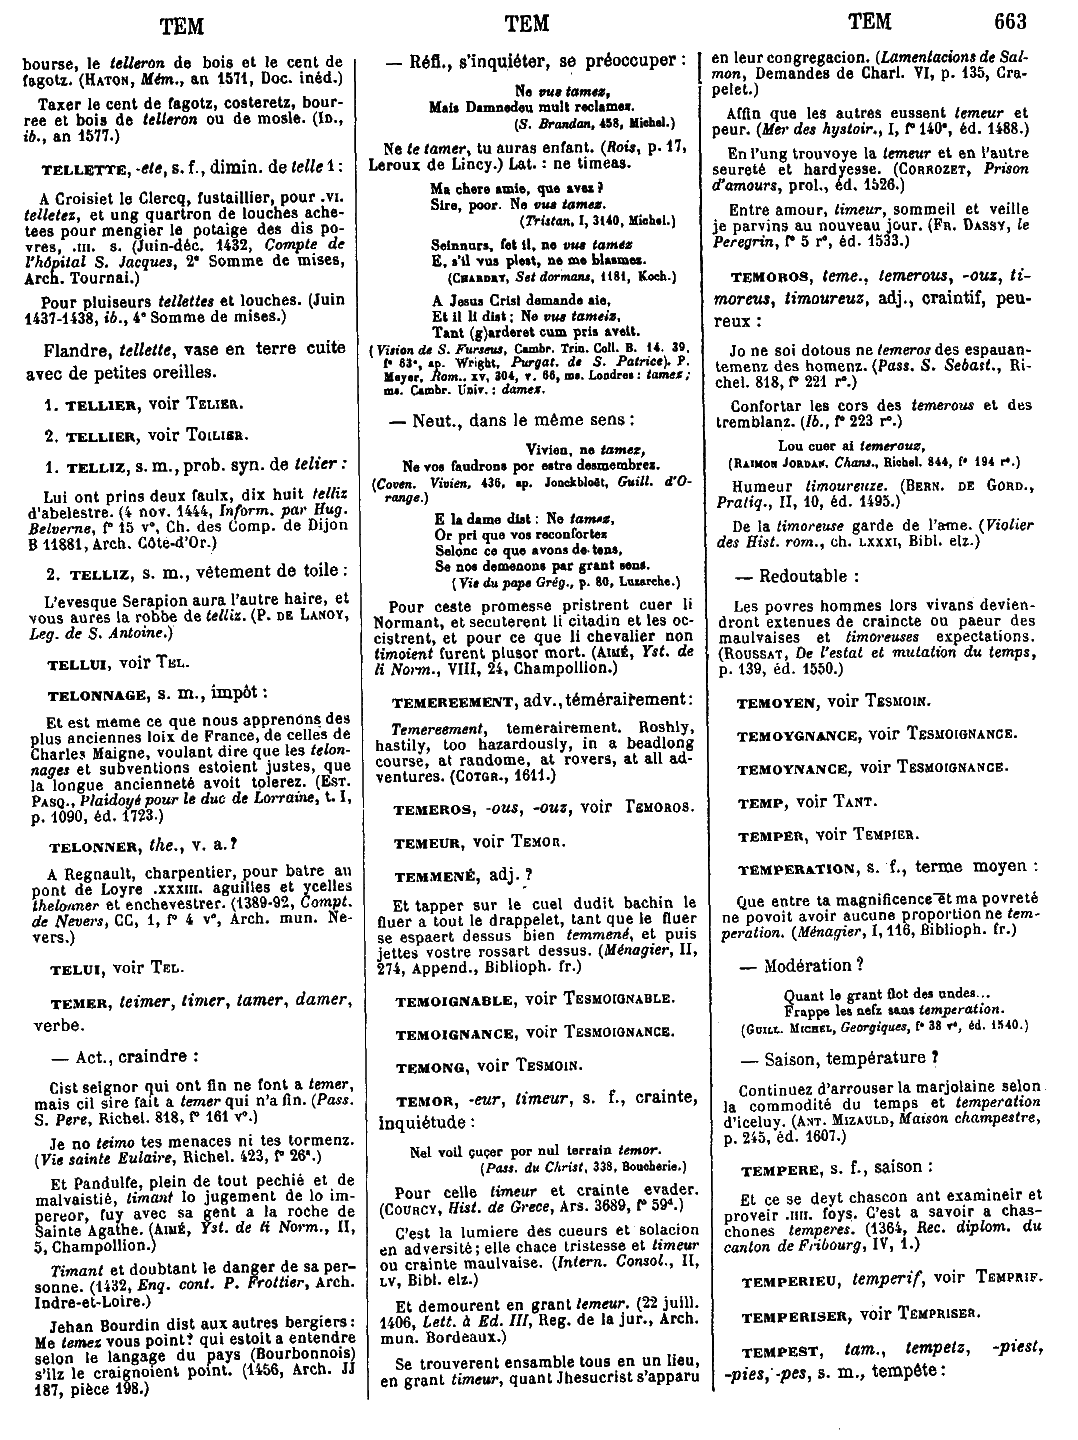 TEM
TEM
TEM
663
bourse, le telleron de bois et le cent de
fagotz. (HATON, Mém., an 1571, Doc. inéd.)
Taxer le cent de fagotz, costeretz, bour-
ree et bois de telleron ou de mosle. (ID.,
ib., an 1577.)
TELLETTE, -ete, s. f., dimin. de telle 1 :
A Croisiet le Clercq, fustaillier, pour .VI.
telletez, et ung quartron de louches ache-
tees pour mengier le potaige des dis po-
vres, .III. s. (Juin-déc. 1432, Compte de
l'hôpital S. Jacques, 2e Somme de mises,
Arch. Tournai.)
Pour pluiseurs tellettes et louches. (Juin
1437-1438, ib., 4e Somme de mises.)
Flandre, tellette, vase en terre cuite
avec de petites oreilles.
1. TELLIER, voir TELIER.
2. TELLIER, voir TOILIER.
1. TELLIZ, s. m., prob. syn. de telier :
Lui ont prins deux faulx, dix huit telliz
d'abelestre. (4 nov. 1444, Inform. par Hug.
Belverne, f° 15 v°, Ch. des Comp. de Dijon
B 11881, Arch. Côte-d'Or.)
2. TELLIZ, s. m., vêtement de toile :
L'evesque Serapion aura l'autre haire, et
vous aures la robbe de telliz. (P. DE LANOY,
Leg. de S. Antoine.)
TELLUI, voir TEL.
TELONNAGE, s. m., impôt :
Et est meme ce que nous apprenons des
plus anciennes loix de France, de celles de
Charles Maigne, voulant dire que les telon-
nages et subventions estoient justes, que
la longue ancienneté avoit tolerez. (EST.
PASQ., Plaidoyé pour le duc de Lorraine, t. I,
p. 1090, éd. 1723.)
TELONNER, the., v. a. ?
A Regnault, charpentier, pour batre au
pont de Loyre .XXXIII. aguilles et ycelles
thelonner et enchevestrer. (1389-92, Compt.
de Nevers, CC, 1, f° 4 v°, Arch. mun. Ne-
vers.)
TELUI, voir TEL.
TEMER, teimer, timer, tamer, damer,
verbe.
— Act., craindre :
Cist seignor qui ont fin ne font a temer,
mais cil sire fait a temer qui n'a fin. (Pass.
S. Pere, Richel. 818, f° 161 v°.)
Je no teimo tes menaces ni tes tormenz.
(Vie sainte Eulaire, Richel. 423, f° 26e.)
Et Pandulfe, plein de tout pechié et de
malvaistié, timant lo jugement de lo im-
pereor, fuy avec sa gent a la roche de
Sainte Agathe. (AIMÉ, Yst. de li Norm., II,
5, Champollion.)
Timant et doubtant le danger de sa per-
sonne. (1432, Enq. cont. P. Frottier, Arch.
Indre-et-Loire.)
Jehan Bourdin dist aux autres bergiers :
Me temez vous point? qui estoit a entendre
selon le langage du pays (Bourbonnois)
s'ilz le craignoient point. (1456, Arch. JJ
187, pièce 198.)
— Réfl., s'inquiéter, se préoccuper :
Ne vus tamez,
Mais Damnedeu mult reclamez.
(S. Brandan, 458, Michel.)
Ne te tamer, tu auras enfant. (Rois, p. 17,
Leroux de Lincy.) Lat. : ne timeas.
Ma chere amie, que avez ?
Sire, poor. Ne vus tamez.
(Tristan, I, 3140, Michel.)
Seinnurs, fet il, ne vus tamez
E, s'il vus plest, ne me blasmez.
(CHARDRY, Set dormans, 1181, Koch.)
A Jesus Crist demande aie,
Et il li dist : Ne vus tameiz,
Tant (g)arderet cum pris aveit.
(Vision de S. Furseus, Cambr. Trin. Coll. B. 14. 39,
f° 63a, ap. Wright, Purgat. de S. Patrice). P.
Meyer, Rom., XV, 304, v. 66, ms. Londres : tamez ;
ms. Cambr. Univ. : damez.
— Neut., dans le même sens :
Vivien, ne tamez,
Ne vos faudrons por estre desmembrez.
(Coven. Vivien, 436, ap. Jonckbloët, Guill. d'O-
range.)
E la dame dist : Ne tamez,
Or pri que vos reconfortez
Selonc ce que avons de tens,
Se nos demenons par grant sens.
(Vie du pape Grég., p. 80, Luzarche.)
Pour ceste promesse pristrent cuer li
Normant, et secuterent li citadin et les oc-
cistrent, et pour ce que li chevalier non
timoient furent plusor mort. (AIMÉ, Yst. de
li Norm., VIII, 24, Champollion.)
TEMEREEMENT, adv., témérairement :
Temereement, temerairement. Roshly,
hastily, too hazardously, in a beadlong
course, at randome, at rovers, at all ad-
ventures. (COTGR., 1611.)
TEMEROS, -ous, -ouz, voir TEMOROS.
TEMEUR, voir TEMOR.
TEMMENÉ, adj. ?
Et tapper sur le cuel dudit bachin le
fluer a tout le drappelet, tant que le fluer
se espaert dessus bien temmené, et puis
jettes vostre rossart dessus. (Ménagier, II,
274, Append., Biblioph. fr.)
TEMOIGNABLE, voir TESMOIGNABLE.
TEMOIGNANCE, voir TESMOIGNANCE.
TEMONG, voir TESMOIN.
TEMOR, -eur, timeur, s. f., crainte,
inquiétude :
Nel voil çuçer por nul terrain temor.
(Pass. du Christ, 338, Boucherie.)
Pour celle timeur et crainte evader.
(COURCY, Hist. de Grece, Ars. 3689, f° 59d.)
C'est la lumiere des cueurs et solacion
en adversité ; elle chace tristesse et timeur
ou crainte mauvaise. (Intern. Consol., II,
LV, Bibl. elz.)
Et demourent en grant temeur. (22 juill.
1406, Lett. à Ed. III, Reg. de la jur., Arch.
mun. Bordeaux.)
Se trouverent ensamble tous en un lieu,
en grant timeur, quant Jhesucrist s'apparu
en leur congregacion. (Lamentacions de Sal-
mon, Demandes de Charl. VI, p. 135, Cra-
pelet.)
Affin que les autres eussent temeur et
peur. (Mer des hystoir., I, f° 140e, éd. 1488.)
En l'ung trouvoye la temeur et en l'autre
seureté et hardyesse. (CORROZET, Prison
d'amours, prol., éd. 1526.)
Entre amour, timeur, sommeil et veille
je parvins au nouveau jour. (FR. DASSY, le
Peregrin, f° 5 r°, éd. 1533.)
TEMOROS, teme., temerous, -ouz, ti-
moreus, timoureuz, adj., craintif, peu-
reux :
Jo ne soi dotous ne temeros des espauan-
temenz des homenz. (Pass. S. Sebast., Ri-
chel. 818, f° 221 r°.)
Confortar les cors des temerous et des
tremblanz. (Ib., f° 223 r°.)
Lou cuer ai temerouz,
(RAIMON JORDAN, Chans., Richel. 844, f° 194 r°.)
Humeur timoureuze. (BERN. DE GORD.,
Pratiq., II, 10, éd. 1495.)
De la timoreuse garde de l'ame. (Violier
des Hist. rom., ch. LXXXI, Bibl. elz.)
— Redoutable :
Les povres hommes lors vivans devien-
dront extenues de craincte ou paeur des
maulvaises et timoreuses expectations.
(ROUSSAT, De l'estat et mutation du temps,
p. 139, éd. 1550.)
TEMOYEN, voir TESMOIN.
TEMOYGNANCE, voir TESMOIGNANCE.
TEMOYNANCE, voir TESMOIGNANCE.
TEMP, voir TANT.
TEMPER, voir TEMPIER.
TEMPERATION, s. f., terme moyen :
Que entre ta magnificence et ma povreté
ne povoit avoir aucune proportion ne tem-
peration. (Ménagier, I, 116, Biblioph. fr.)
— Modération ?
Quant le grant flot des undes...
Frappe les nefz sans temperation.
(GUILL. MICHEL, Georgiques, f° 38 r°, éd. 1540.)
— Saison, température ?
Continuez d'arrouser la marjolaine selon
la commodité du temps et temperation
d'iceluy. (ANT. MIZAULD, Maison champestre,
p. 245, éd. 1607.)
TEMPERE, s. f., saison :
Et ce se deyt chascon ant examineir et
proveir .IIII. foys. C'est a savoir a chas-
chones temperes. (1364, Rec. diplom. du
canton de Fribourg, IV, 1.)
TEMPERIEU, temperif, voir TEMPRIF.
TEMPERISER, voir TEMPRISER.
TEMPEST, tam., tempetz, -piest,
-pies, -pes, s. m., tempête :